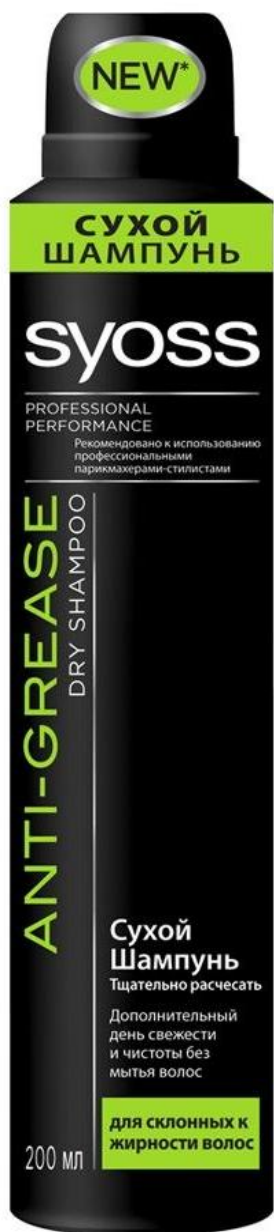 NEW*
СУХОЙ
ШАМПУНЬ
syoss
PROFESSIONAL
PERFORMANCE
Рекомендовано к использованию
профессиональными
парикмахерами-стилистами
ANTI-GREASE
DRY SHAMPOO
Сухой
Шампунь
Тщательно расчесать
Дополнительный
день свежести
и чистоты без
мытья волос
для склонных к
жирности волос
200 мл